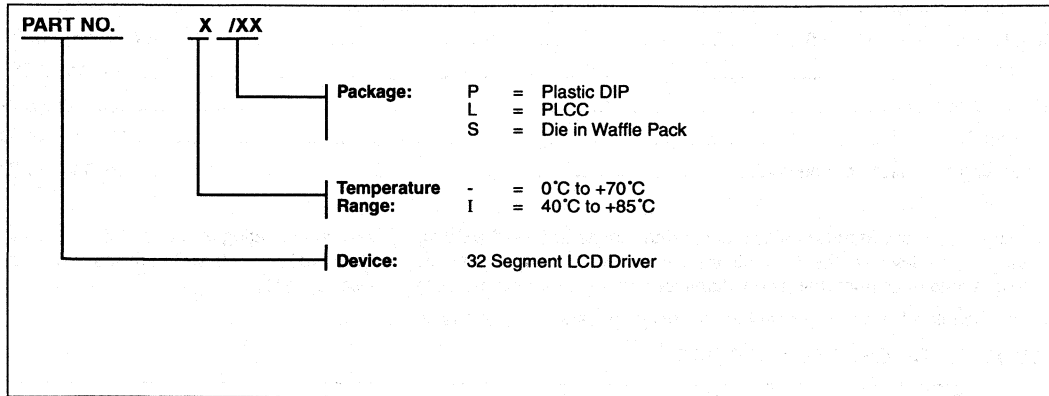 PART NO. X /XX
Package: P = Plastic DIP
L = PLCC
S = Die in Waffle Pack
Temperature - = 0°C to +70°C
Range: I = 40°C to +85°C
Device: 32 Segment LCD Driver